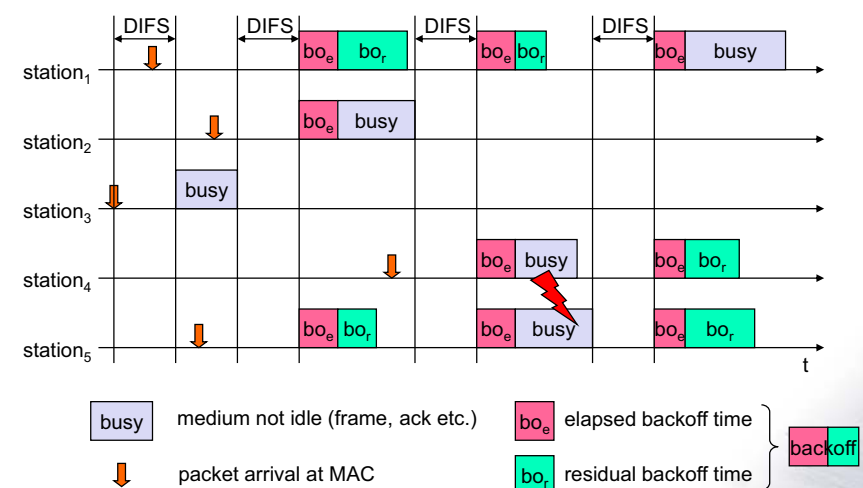 DIFS DIFS DIFS DIFS
station1 boe bor boe bor boe busy
station2 boe busy
station3 busy
station4 boe busy boe bor
station5 boe bor boe busy boe bor
t
busy medium not idle (frame, ack etc.) boe elapsed backoff time
backoff
packet arrival at MAC bor residual backoff time